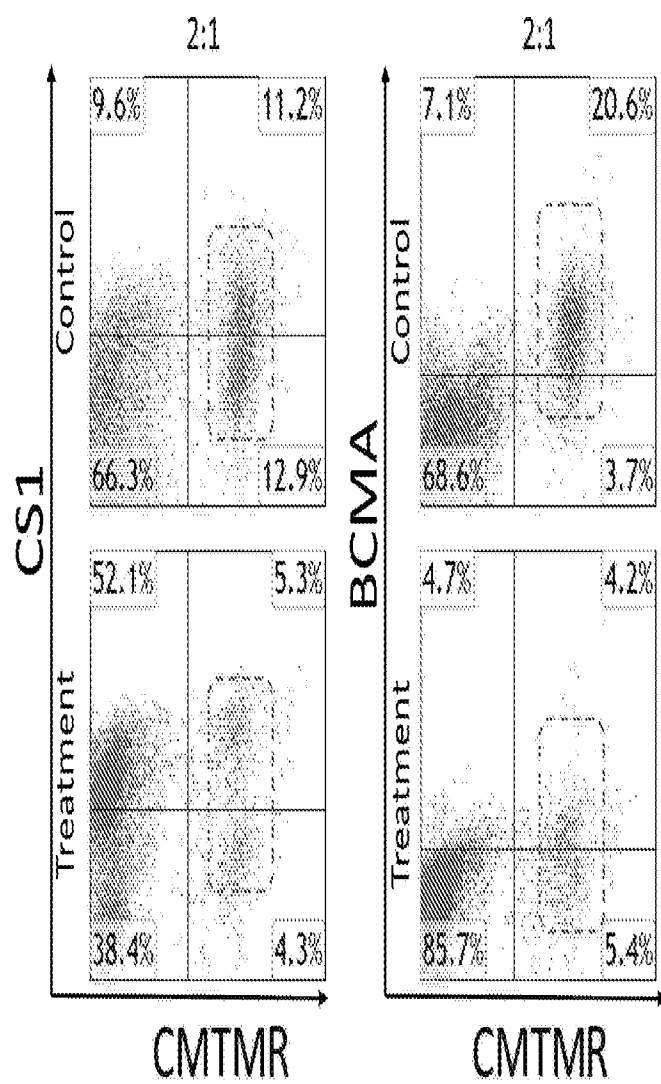 2:1
2:1
CS1
Control
9.6%
11.2%
66.3%
12.9%
Treatment
52.1%
5.3%
38.4%
4.3%
CMTMR
BCMA
Control
7.1%
20.6%
68.6%
3.7%
Treatment
4.7%
4.2%
85.7%
5.4%
CMTMR